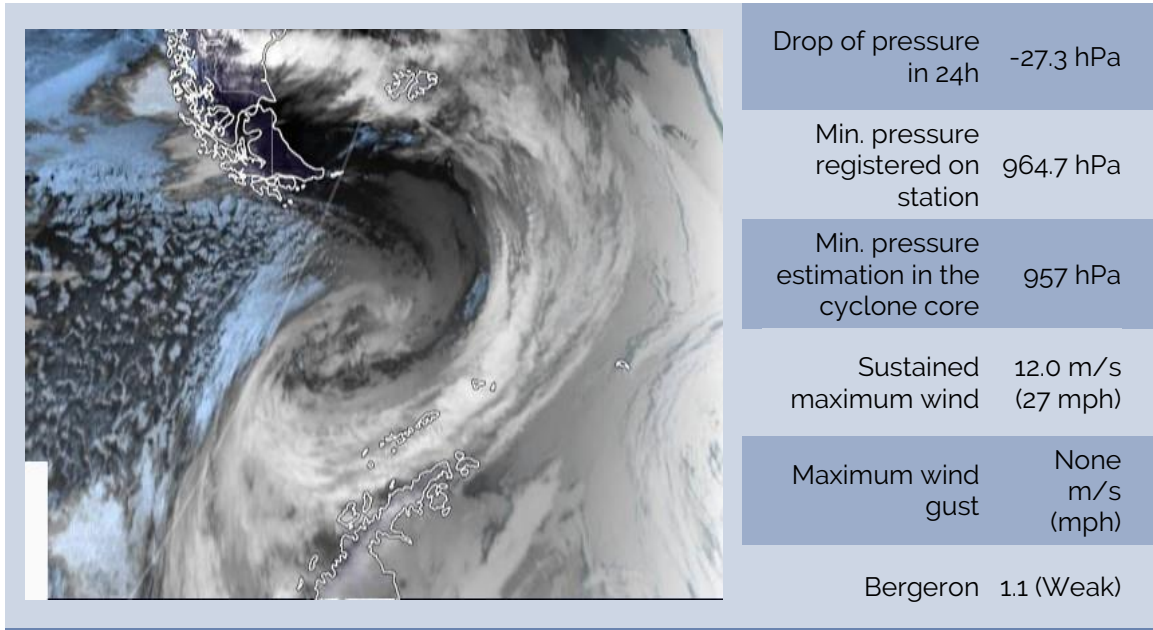 Drop of pressure
in 24h
-27.3 hPa
Min. pressure
registered on
station
964.7 hPa
Min. pressure
estimation in the
cyclone core
957 hPa
Sustained
maximum wind
12.0 m/s
(27 mph)
Maximum wind
gust
None
m/s
(mph)
Bergeron
1.1 (Weak)